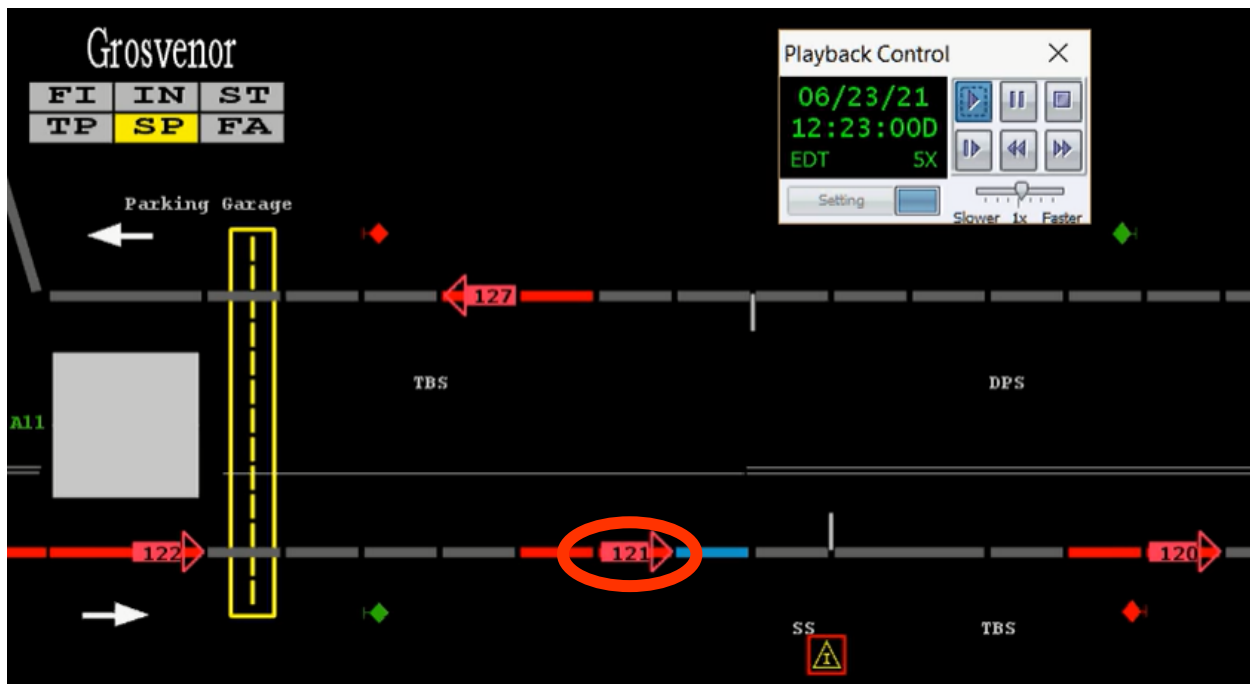 Grosvenor
FI IN ST
TP SP FA
Playback Control
06/23/21
12:23:00D
EDT 5X
Setting
Slower 1x Faster
Parking Garage
127
TBS
DPS
All
122
121
120
SS
TBS
I